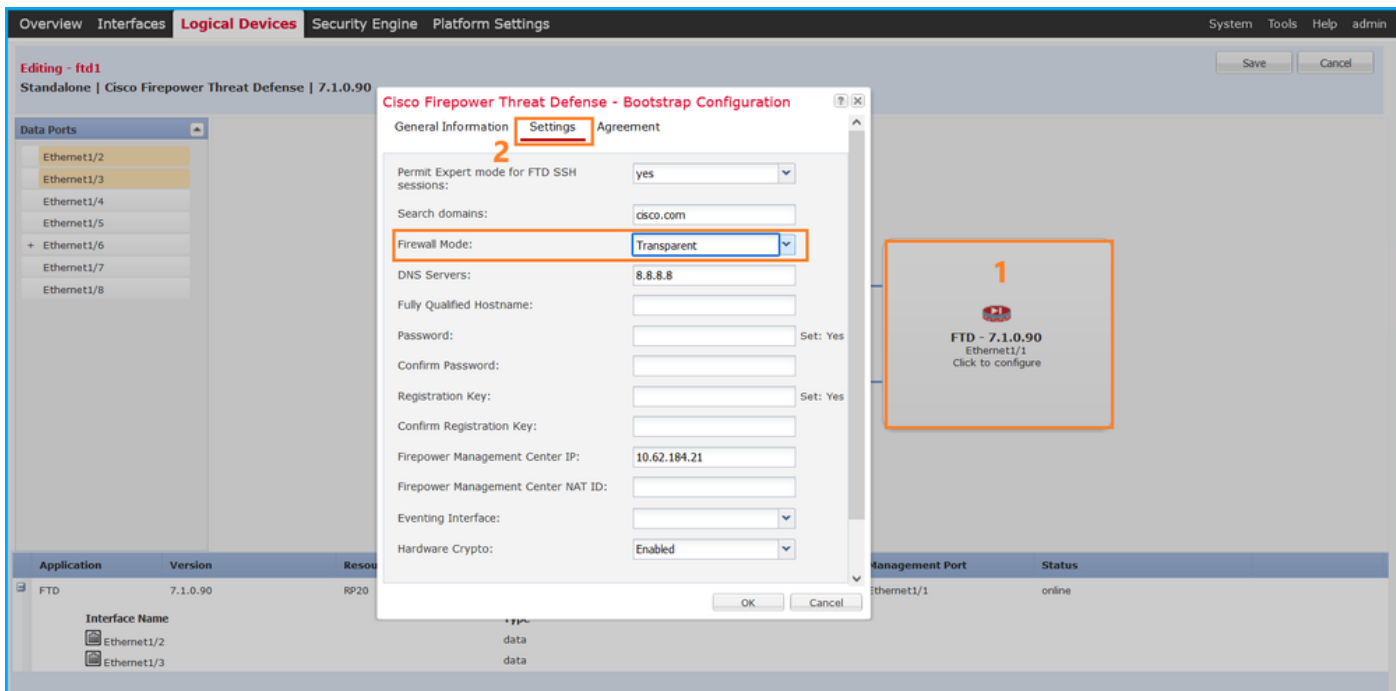 Overview Interfaces Logical Devices Security Engine Platform Settings System Tools Help admin
Editing - ftd1
Standalone | Cisco Firepower Threat Defense | 7.1.0.90
Save Cancel
Data Ports
Ethernet1/2
Ethernet1/3
Ethernet1/4
Ethernet1/5
+ Ethernet1/6
Ethernet1/7
Ethernet1/8
Cisco Firepower Threat Defense - Bootstrap Configuration ? X
General Information Settings Agreement
2
Permit Expert mode for FTD SSH sessions: yes
Search domains: cisco.com
Firewall Mode: Transparent
DNS Servers: 8.8.8.8
Fully Qualified Hostname:
Password: Set: Yes
Confirm Password:
Registration Key: Set: Yes
Confirm Registration Key:
Firepower Management Center IP: 10.62.184.21
Firepower Management Center NAT ID:
Eventing Interface:
Hardware Crypto: Enabled
OK Cancel
1
FTD - 7.1.0.90
Ethernet1/1
Click to configure
Application Version Management Port Status
FTD 7.1.0.90 RP20 Ethernet1/1 online
Interface Name Type
Ethernet1/2 data
Ethernet1/3 data